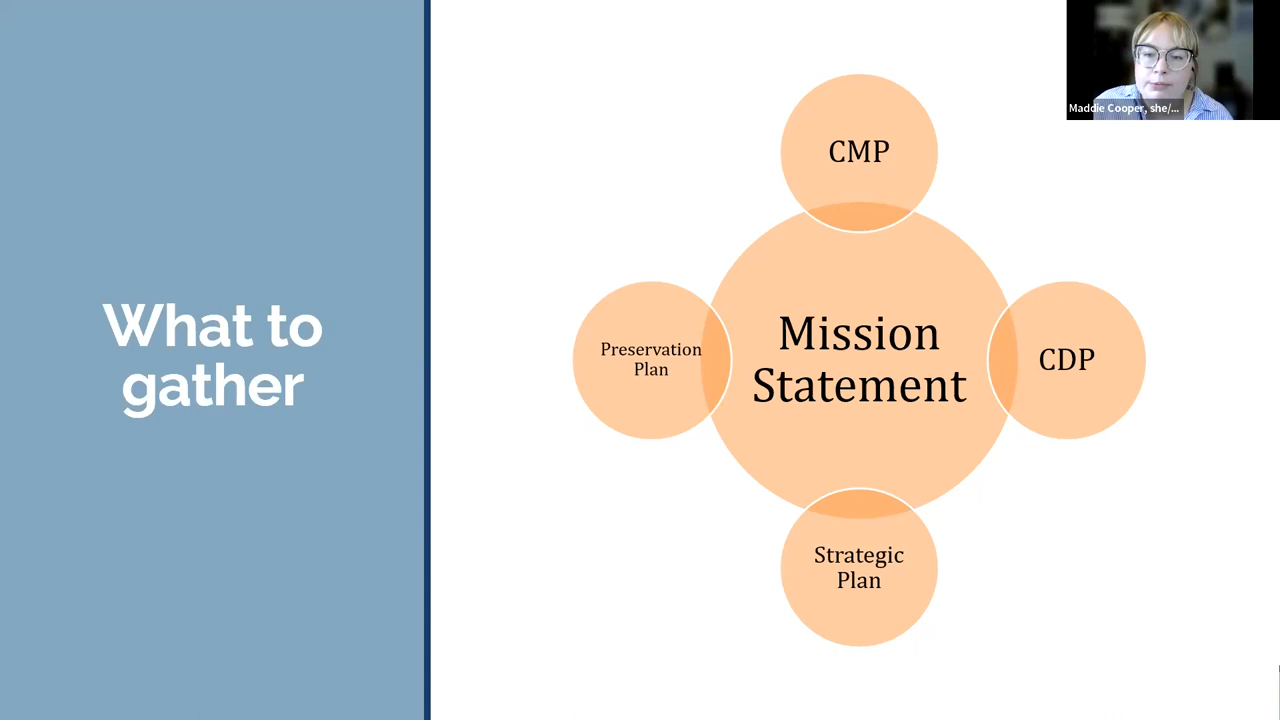 What to
gather
CMP
Preservation
Plan
Mission
Statement
CDP
Strategic
Plan
Maddie Cooper, she/...